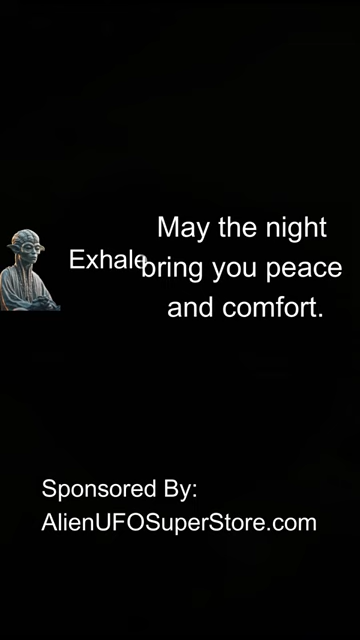 Exhale
May the night
bring you peace
and comfort.
Sponsored By:
AlienUFOSuperStore.com